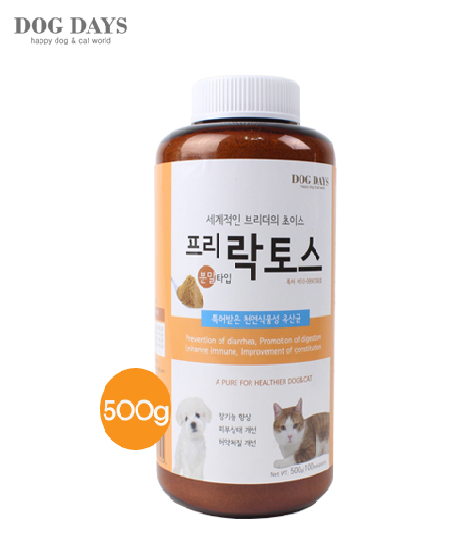 DOG DAYS
happy dog & cat world
DOG DAYS
세계적인 브리더의 초이스
프리 락토스
분말타입
특허받은 천연식물성 유산균
Prevention of diarrhea, Promotion of digestion
Enhance Immune, Improvement of constitution
A PURE FOR HEALTHIER DOG&CAT
500g
장기능 향상
피부상태 개선
허약체질 개선
Net wt. 500g